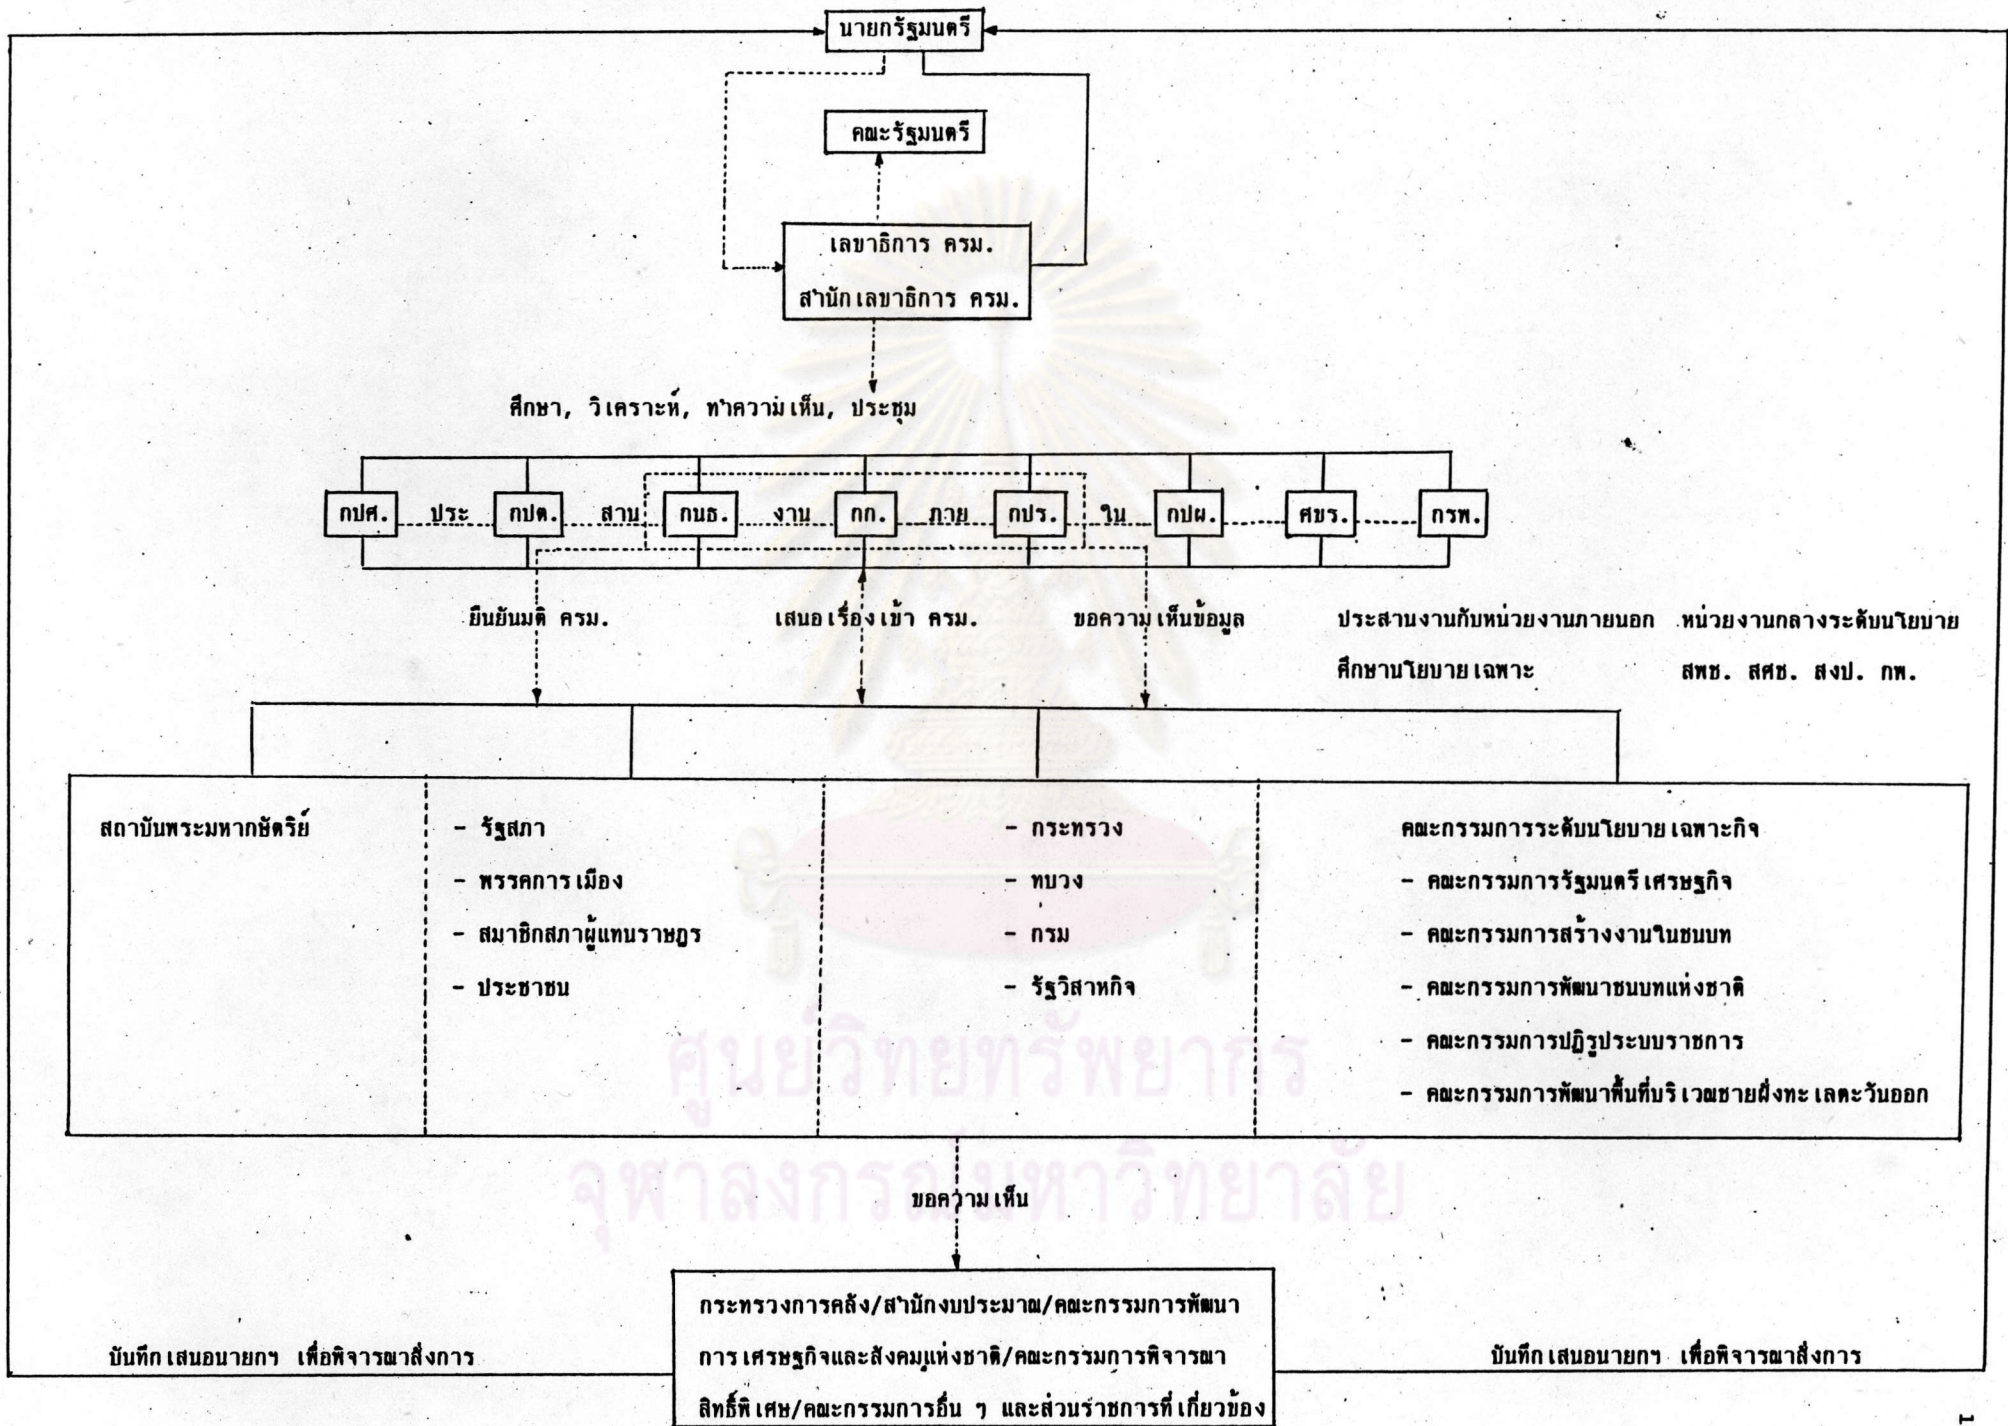 นายกรัฐมนตรี
คณะรัฐมนตรี
เลขาธิการ ครม.
สำนักเลขาธิการ ครม.
ศึกษา, วิเคราะห์, ทำความเห็น, ประชุม
กปศ. ประ กปต. สาน กนธ. งาน กก. ภาย กปร. ใน กปผ. ศขร. กรพ.
ยืนยันมติ ครม. เสนอเรื่องเข้า ครม. ขอความเห็นข้อมูล ประสานงานกับหน่วยงานภายนอก หน่วยงานกลางระดับนโยบาย
ศึกษานโยบายเฉพาะ สพช. สศช. สงป. กพ.
สถาบันพระมหากษัตริย์ - รัฐสภา - กระทรวง คณะกรรมการระดับนโยบายเฉพาะกิจ
- พรรคการเมือง - ทบวง - คณะกรรมการรัฐมนตรีเศรษฐกิจ
- สมาชิกสภาผู้แทนราษฎร - กรม - คณะกรรมการสร้างงานในชนบท
- ประชาชน - รัฐวิสาหกิจ - คณะกรรมการพัฒนาชนบทแห่งชาติ
- คณะกรรมการปฏิรูประบบราชการ
- คณะกรรมการพัฒนาพื้นที่บริเวณชายฝั่งทะเลตะวันออก
ศูนย์วิทยทรัพยากร
จุฬาลงกรณ์มหาวิทยาลัย
ขอความเห็น
กระทรวงการคลัง/สำนักงบประมาณ/คณะกรรมการพัฒนา
บันทึกเสนอนายกฯ เพื่อพิจารณาสั่งการ การเศรษฐกิจและสังคมแห่งชาติ/คณะกรรมการพิจารณา บันทึกเสนอนายกฯ เพื่อพิจารณาสั่งการ
สิทธิ์พิเศษ/คณะกรรมการอื่น ๆ และส่วนราชการที่เกี่ยวข้อง